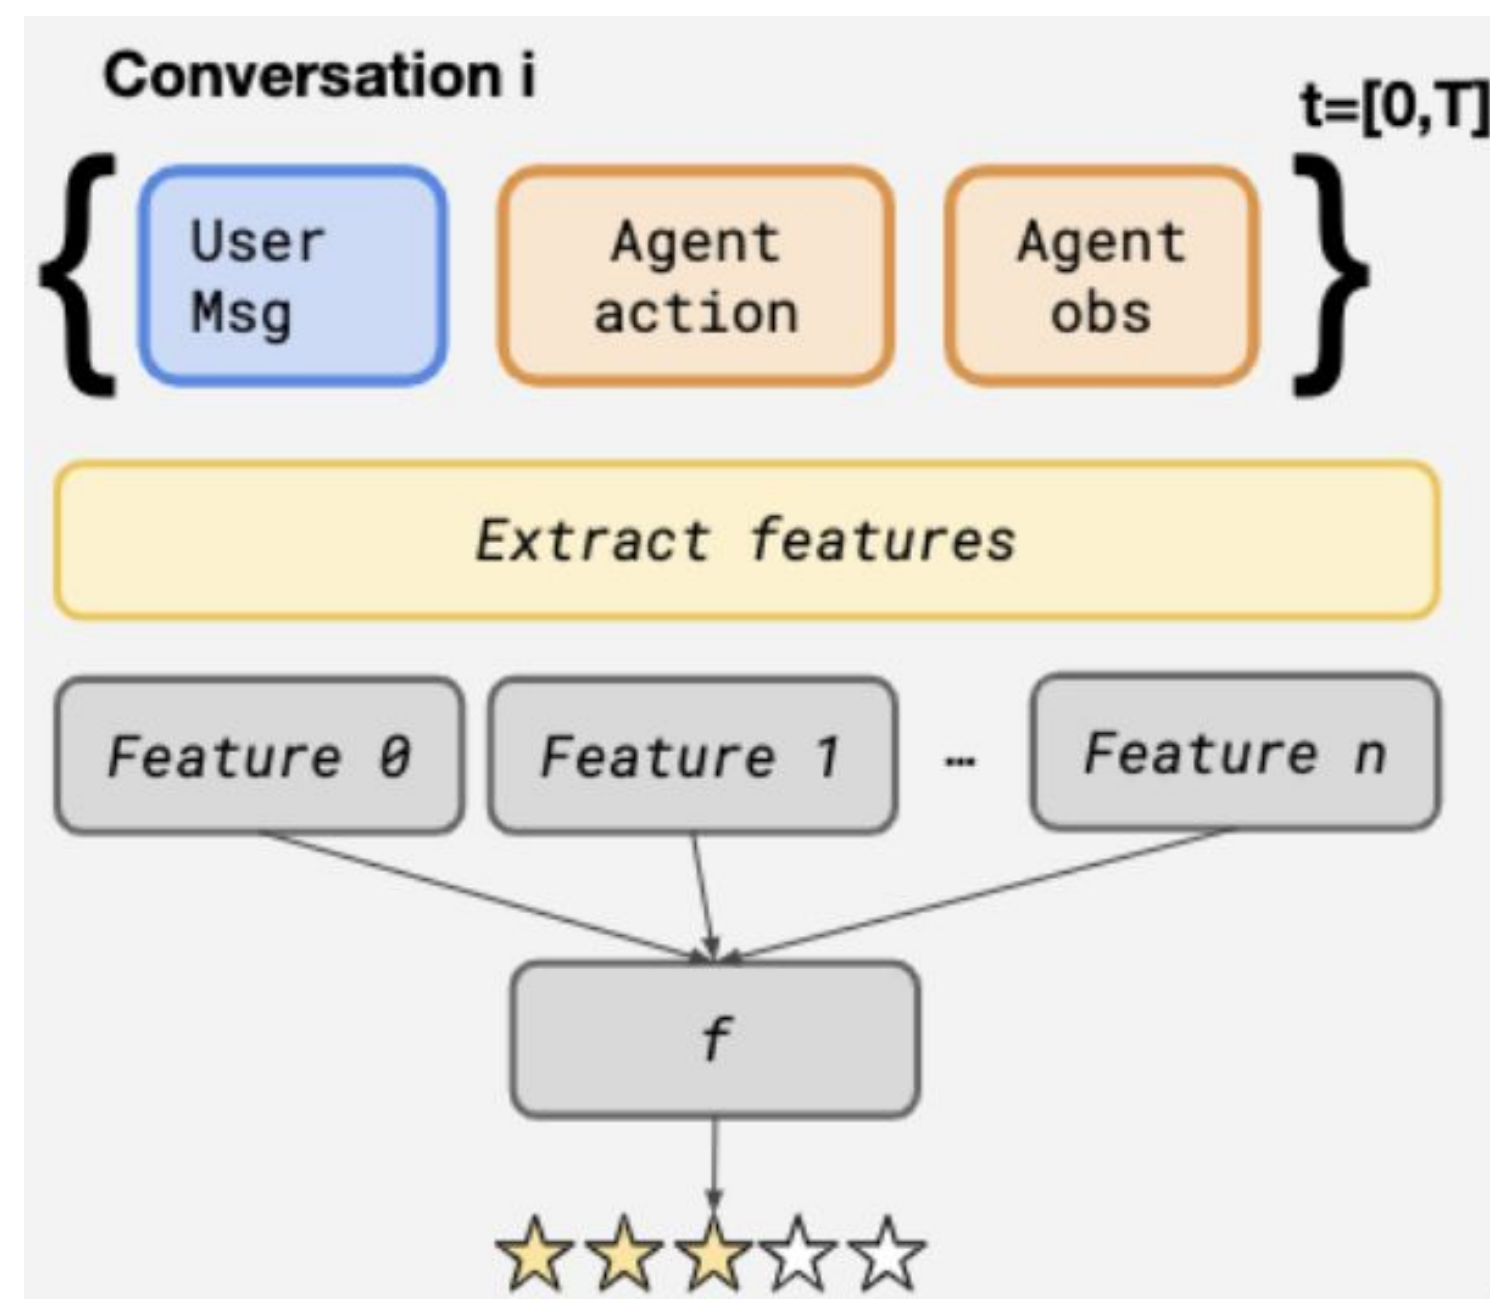 Conversation i
t=[0,T]
{
User
Msg
Agent
action
Agent
obs
}
Extract features
Feature 0
Feature 1
…
Feature n
f